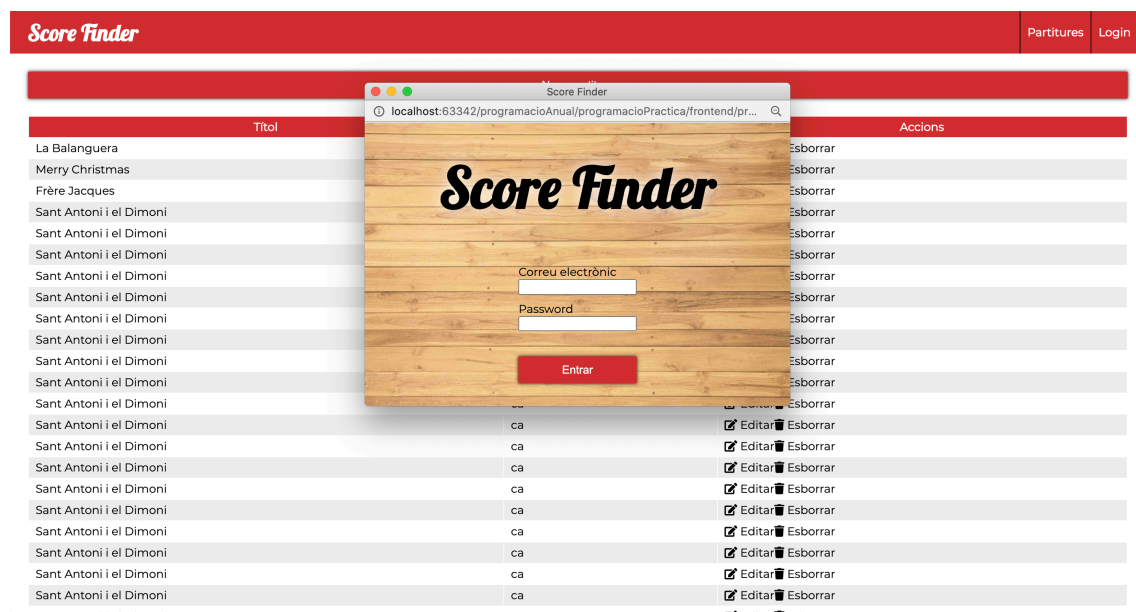 Score Finder
Partitures Login
Score Finder
localhost:63342/programacioAnual/programacioPractica/frontend/pr...
Títol Accions
La Balanguera Esborrar
Merry Christmas Esborrar
Frère Jacques Esborrar
Score Finder
Sant Antoni i el Dimoni Esborrar
Sant Antoni i el Dimoni Esborrar
Sant Antoni i el Dimoni Esborrar
Correu electrònic
Sant Antoni i el Dimoni Esborrar
Sant Antoni i el Dimoni Esborrar
Password
Sant Antoni i el Dimoni Esborrar
Sant Antoni i el Dimoni Esborrar
Sant Antoni i el Dimoni Esborrar
Entrar
Sant Antoni i el Dimoni Esborrar
Sant Antoni i el Dimoni Esborrar
Sant Antoni i el Dimoni ca Editar Esborrar
Sant Antoni i el Dimoni ca Editar Esborrar
Sant Antoni i el Dimoni ca Editar Esborrar
Sant Antoni i el Dimoni ca Editar Esborrar
Sant Antoni i el Dimoni ca Editar Esborrar
Sant Antoni i el Dimoni ca Editar Esborrar
Sant Antoni i el Dimoni ca Editar Esborrar
Sant Antoni i el Dimoni ca Editar Esborrar
Sant Antoni i el Dimoni ca Editar Esborrar